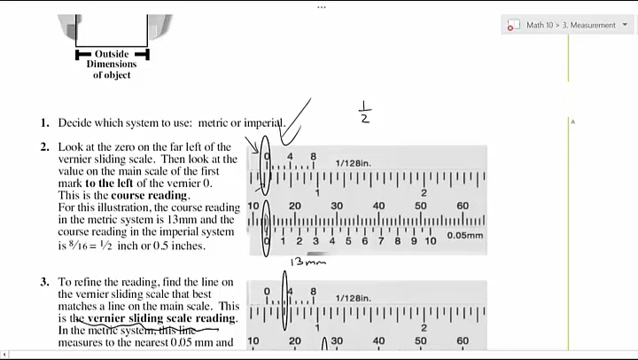 Math 10 > 3. Measurement
Outside
Dimensions
of object
1. Decide which system to use: metric or imperial.
1/2
2. Look at the zero on the far left of the
vernier sliding scale. Then look at the
value on the main scale of the first
mark to the left of the vernier 0.
This is the course reading.
For this illustration, the course reading
in the metric system is 13mm and the
course reading in the imperial system
is 8/16 = 1/2 inch or 0.5 inches.
0 4 8 1/128in.
1 2
10 20 30 40 50 60
0 1 2 3 4 5 6 7 8 9 10 0.05mm
13mm
3. To refine the reading, find the line on
the vernier sliding scale that best
matches a line on the main scale. This
is the vernier sliding scale reading.
In the metric system, this line
measures to the nearest 0.05 mm and
0 4 8 1/128in.
1 2
10 20 30 40 50 60